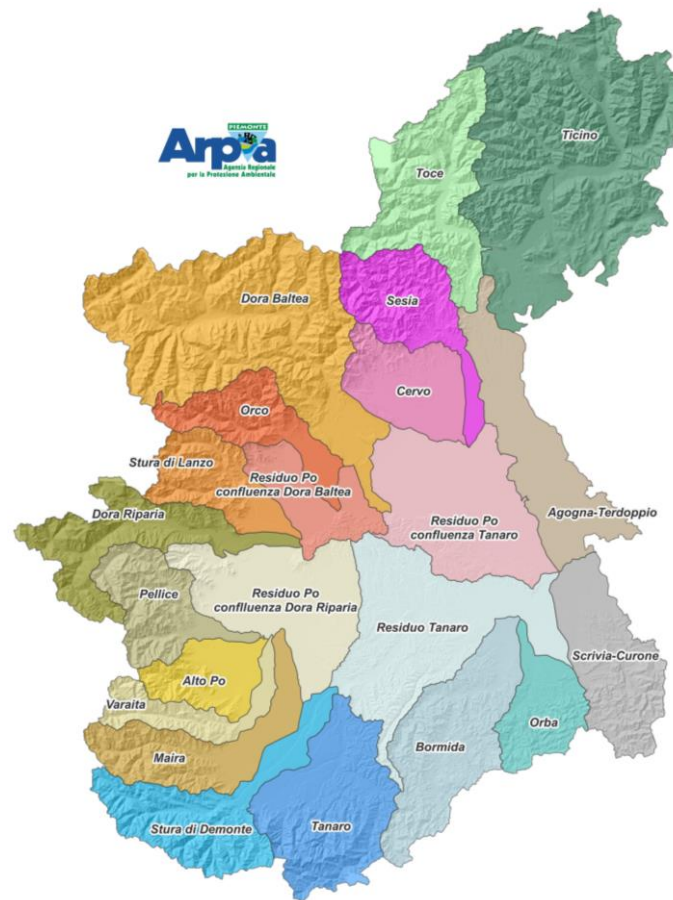 PIEMONTE
Arpa
Agenzia Regionale
per la Protezione Ambientale
Ticino
Toce
Dora Baltea
Sesia
Cervo
Orco
Stura di Lanzo
Residuo Po
confluenza Dora Baltea
Dora Riparia
Residuo Po
confluenza Tanaro
Agogna-Terdoppio
Pellice
Residuo Po
conflluenza Dora Riparia
Residuo Tanaro
Scrivia-Curone
Alto Po
Varaita
Orba
Bormida
Maira
Stura di Demonte
Tanaro